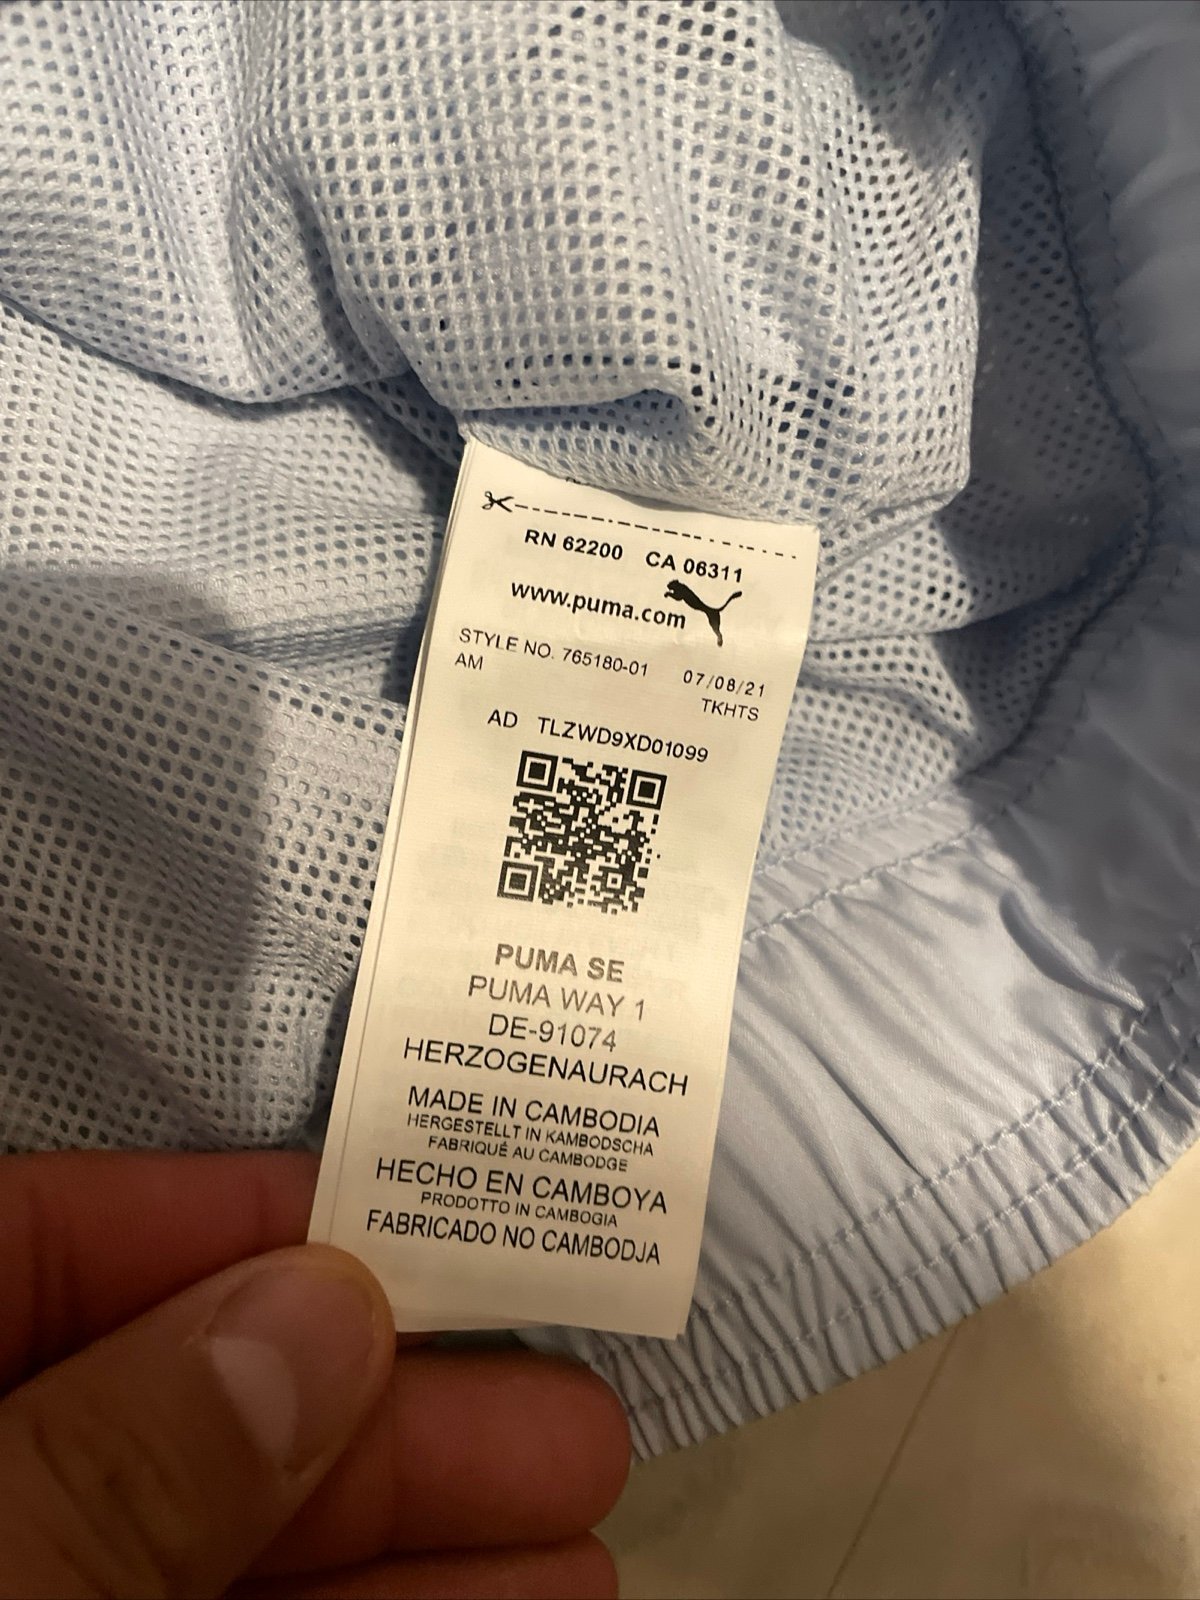 RN 62200 CA 06311
www.puma.com
STYLE NO. 765180-01 07/08/21
AM TKHTS
AD TLZWD9XD01099
PUMA SE
PUMA WAY 1
DE-91074
HERZOGENAURACH
MADE IN CAMBODIA
HERGESTELLT IN KAMBODSCHA
FABRIQUÉ AU CAMBODGE
HECHO EN CAMBOYA
PRODOTTO IN CAMBOGIA
FABRICADO NO CAMBODJA